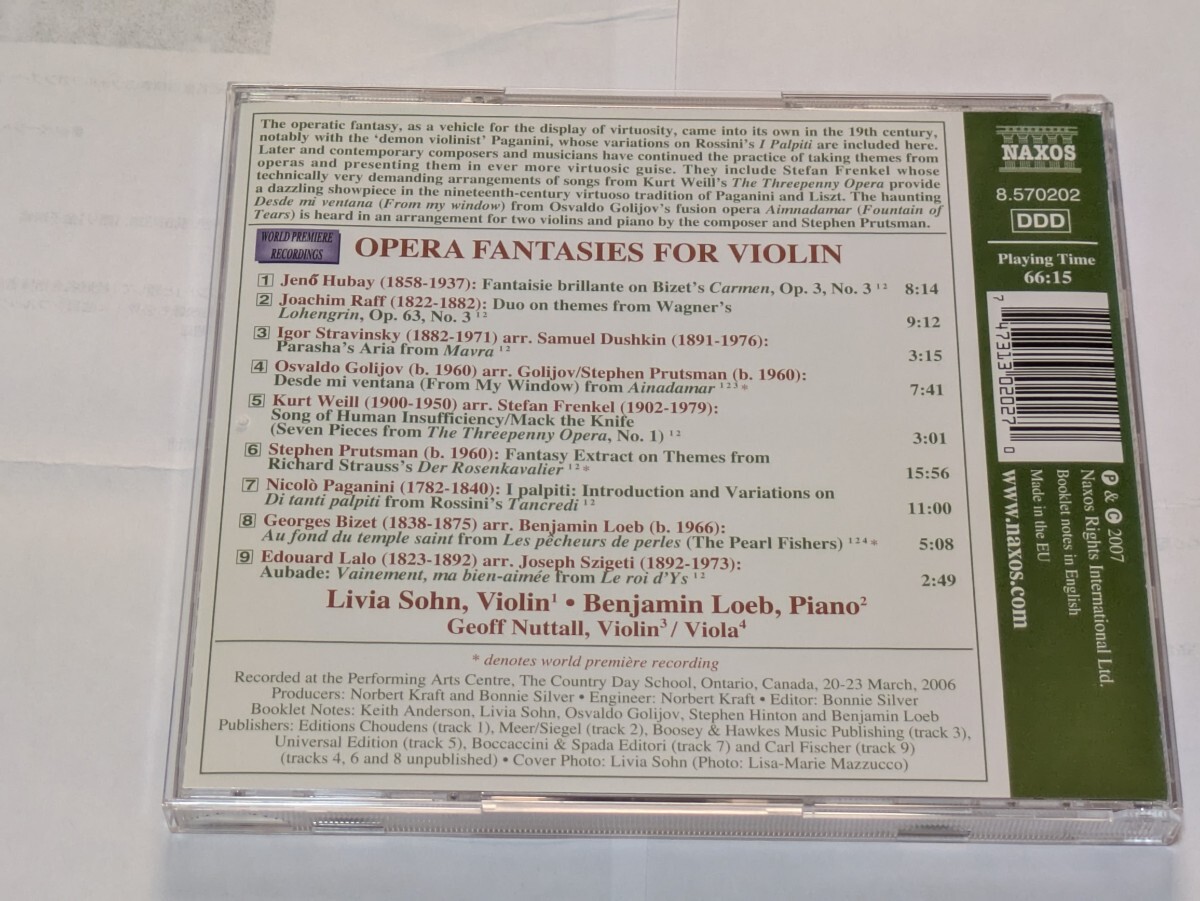 The operatic fantasy, as a vehicle for the display of virtuosity, came into its own in the 19th century,
notably with the ‘demon violinist’ Paganini, whose variations on Rossini's I Palpiti are included here.
Later and contemporary composers and musicians have continued the practice of taking themes from
operas and presenting them in ever more virtuosic guise. They include Stefan Frenkel whose
technically very demanding arrangements of songs from Kurt Weill's The Threepenny Opera provide
a dazzling showpiece in the nineteenth-century virtuoso tradition of Paganini and Liszt. The haunting
Desde mi ventana (From my window) from Osvaldo Golijov's fusion opera Aimnadamar (Fountain of
Tears) is heard in an arrangement for two violins and piano by the composer and Stephen Prutsman.
WORLD PREMIERE
RECORDINGS
OPERA FANTASIES FOR VIOLIN
1 Jenő Hubay (1858-1937): Fantaisie brillante on Bizet's Carmen, Op. 3, No. 3 ¹ ² 8:14
2 Joachim Raff (1822-1882): Duo on themes from Wagner's
Lohengrin, Op. 63, No. 3 ¹ ² 9:12
3 Igor Stravinsky (1882-1971) arr. Samuel Dushkin (1891-1976):
Parasha's Aria from Mavra ¹ ² 3:15
4 Osvaldo Golijov (b. 1960) arr. Golijov/Stephen Prutsman (b. 1960):
Desde mi ventana (From My Window) from Ainadamar ¹ ² ³ * 7:41
5 Kurt Weill (1900-1950) arr. Stefan Frenkel (1902-1979):
Song of Human Insufficiency/Mack the Knife
(Seven Pieces from The Threepenny Opera, No. 1) ¹ ² 3:01
6 Stephen Prutsman (b. 1960): Fantasy Extract on Themes from
Richard Strauss's Der Rosenkavalier ¹ ² * 15:56
7 Nicolò Paganini (1782-1840): I palpiti: Introduction and Variations on
Di tanti palpiti from Rossini's Tancredi ¹ ² 11:00
8 Georges Bizet (1838-1875) arr. Benjamin Loeb (b. 1966):
Au fond du temple saint from Les pêcheurs de perles (The Pearl Fishers) ¹ ² ⁴ * 5:08
9 Edouard Lalo (1823-1892) arr. Joseph Szigeti (1892-1973):
Aubade: Vainement, ma bien-aimée from Le roi d'Ys ¹ ² 2:49
Livia Sohn, Violin¹ • Benjamin Loeb, Piano²
Geoff Nuttall, Violin³ / Viola⁴
* denotes world première recording
Recorded at the Performing Arts Centre, The Country Day School, Ontario, Canada, 20-23 March, 2006
Producers: Norbert Kraft and Bonnie Silver • Engineer: Norbert Kraft • Editor: Bonnie Silver
Booklet Notes: Keith Anderson, Livia Sohn, Osvaldo Golijov, Stephen Hinton and Benjamin Loeb
Publishers: Editions Choudens (track 1), Meer/Siegel (track 2), Boosey & Hawkes Music Publishing (track 3),
Universal Edition (track 5), Boccaccini & Spada Editori (track 7) and Carl Fischer (track 9)
(tracks 4, 6 and 8 unpublished) • Cover Photo: Livia Sohn (Photo: Lisa-Marie Mazzucco)
NAXOS
8.570202
DDD
Playing Time
66:15
7 47313 02027 0
℗ & © 2007
Naxos Rights International Ltd.
Booklet notes in English
Made in the EU
www.naxos.com